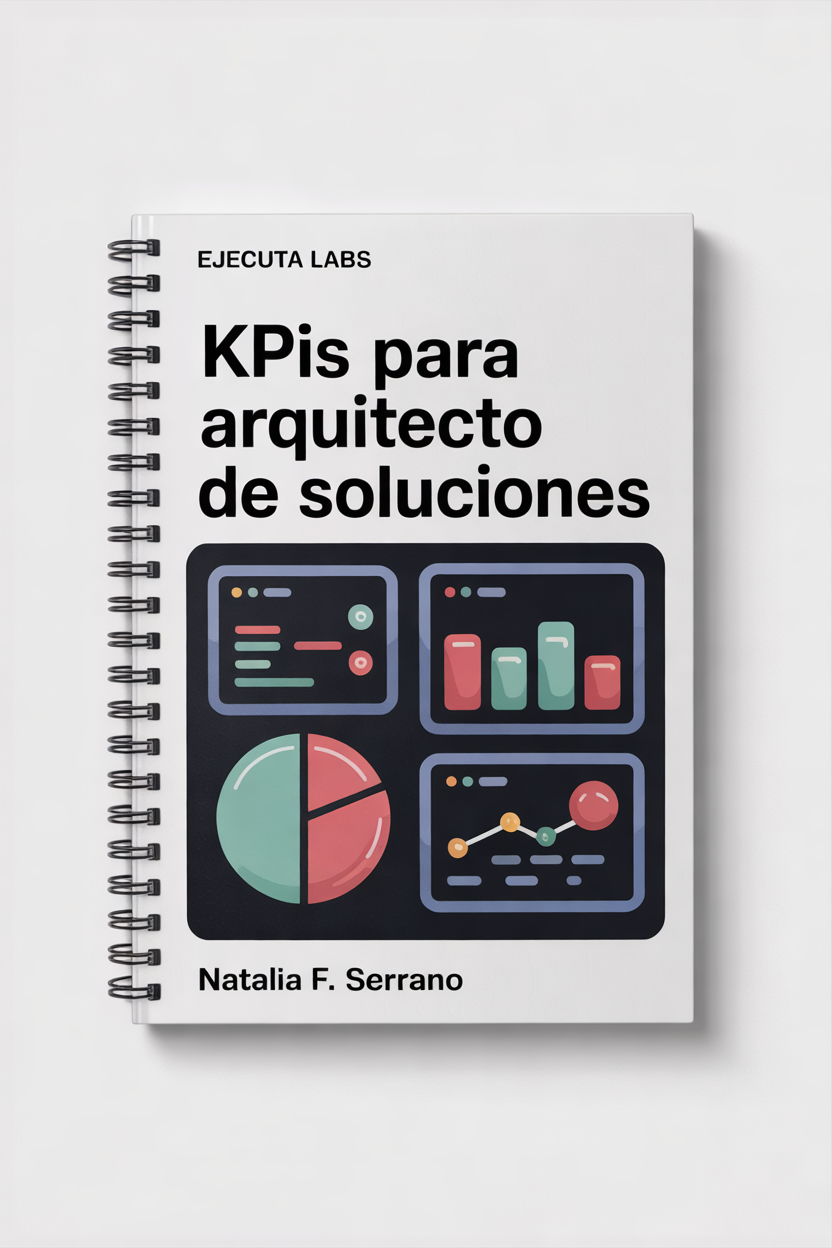 EJECUTA LABS
KPis para
arquitecto
de soluciones
Natalia F. Serrano